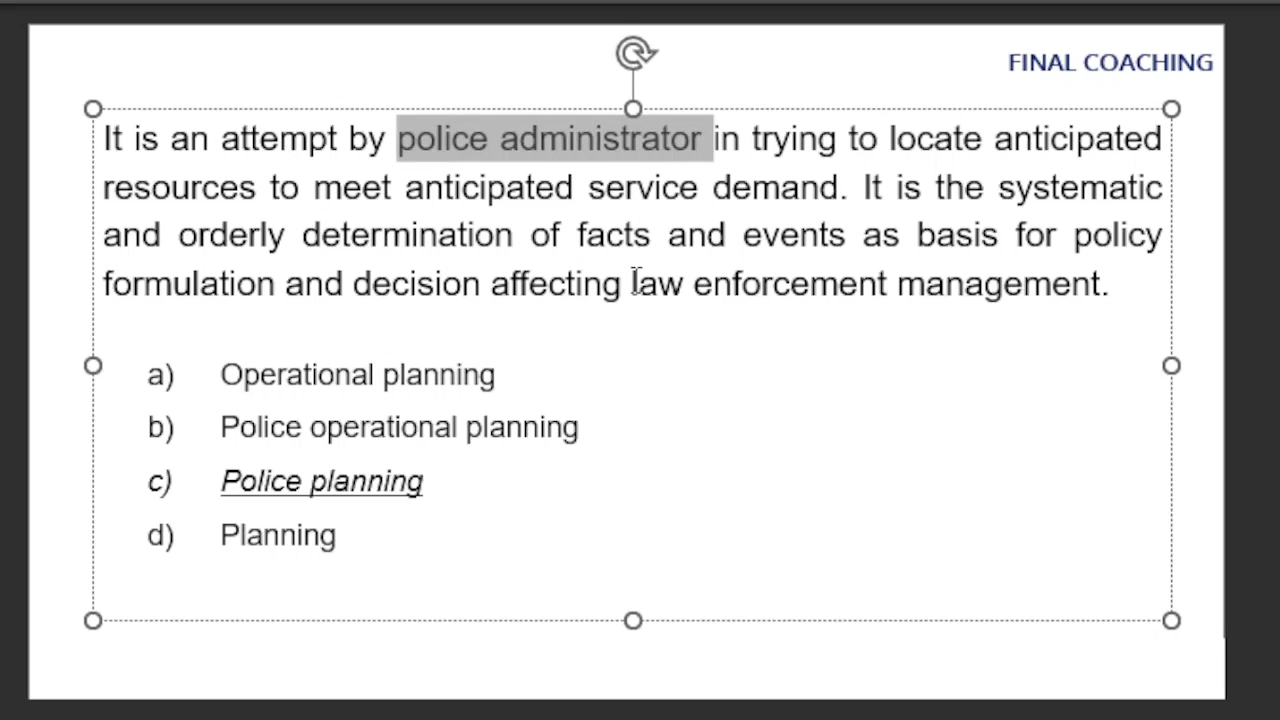 FINAL COACHING
It is an attempt by police administrator in trying to locate anticipated
resources to meet anticipated service demand. It is the systematic
and orderly determination of facts and events as basis for policy
formulation and decision affecting law enforcement management.
a) Operational planning
b) Police operational planning
c) Police planning
d) Planning